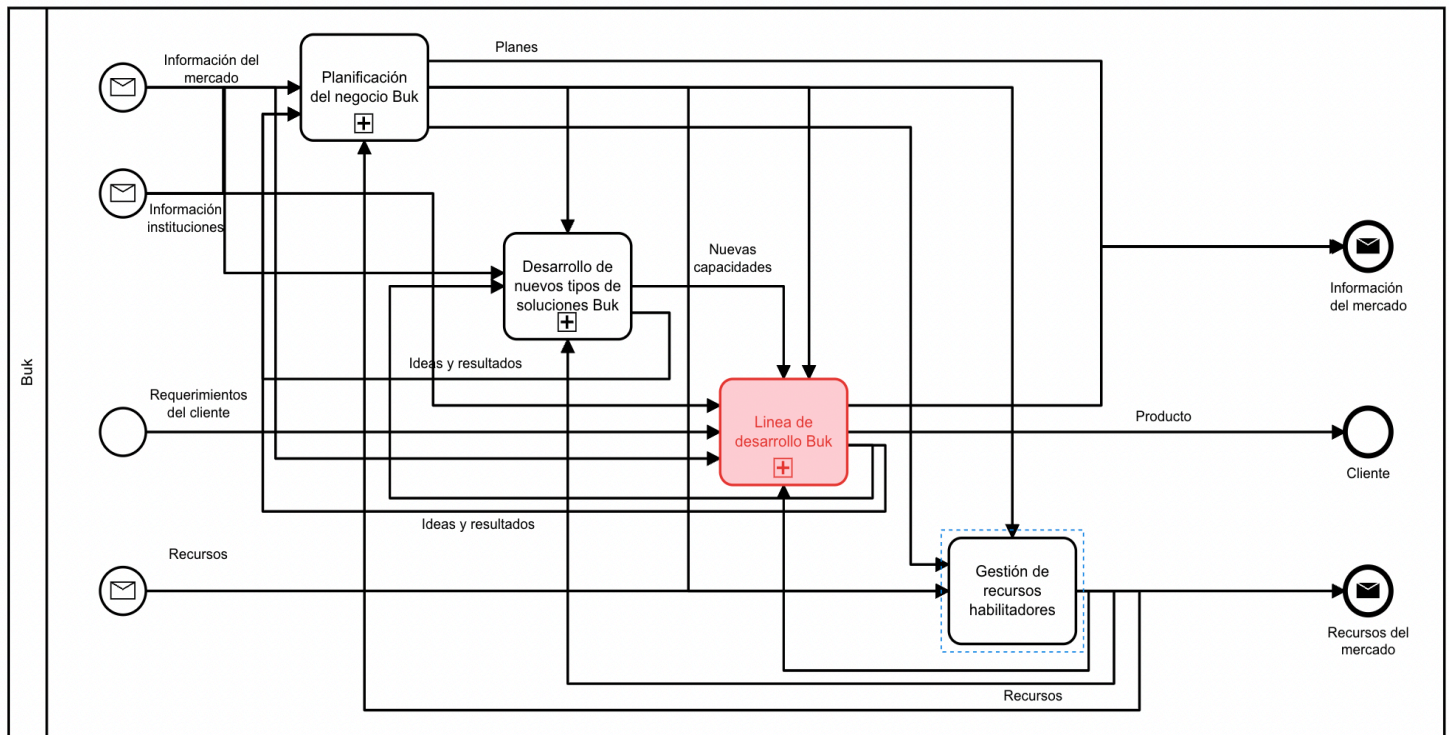 Buk
Información del
mercado
Planificación
del negocio Buk
Planes
Información
instituciones
Desarrollo de
nuevos tipos de
soluciones Buk
Nuevas
capacidades
Información
del mercado
Ideas y resultados
Requerimientos
del cliente
Linea de
desarrollo Buk
Producto
Cliente
Ideas y resultados
Recursos
Gestión de
recursos
habilitadores
Recursos del
mercado
Recursos